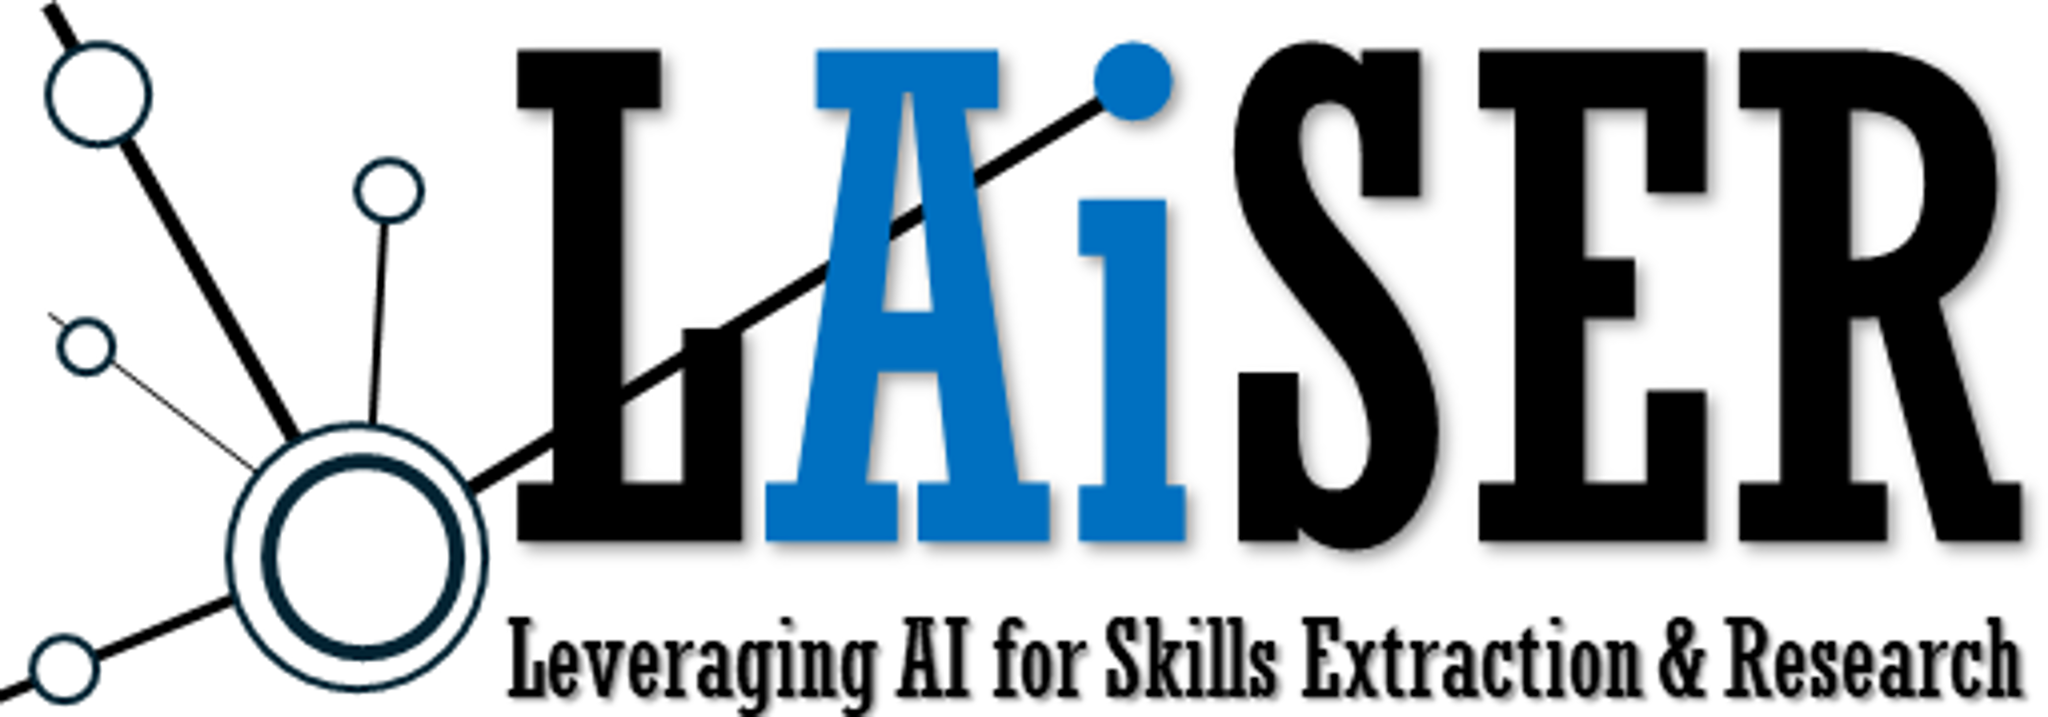 LAiSER
Leveraging AI for Skills Extraction & Research